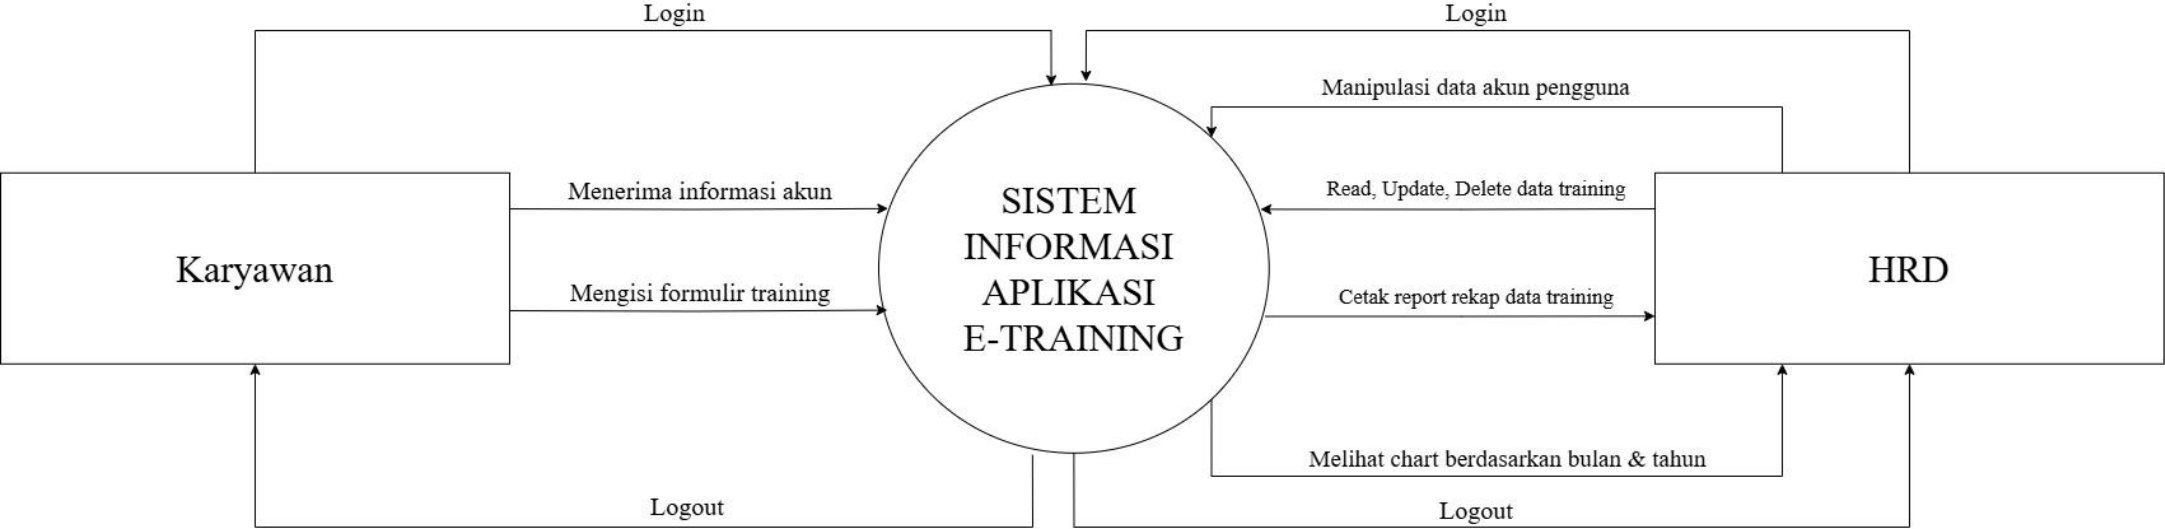 Login
Login
Manipulasi data akun pengguna
Menerima informasi akun
Read, Update, Delete data training
Karyawan
SISTEM
INFORMASI
APLIKASI
E-TRAINING
HRD
Mengisi formulir training
Cetak report rekap data training
Melihat chart berdasarkan bulan & tahun
Logout
Logout